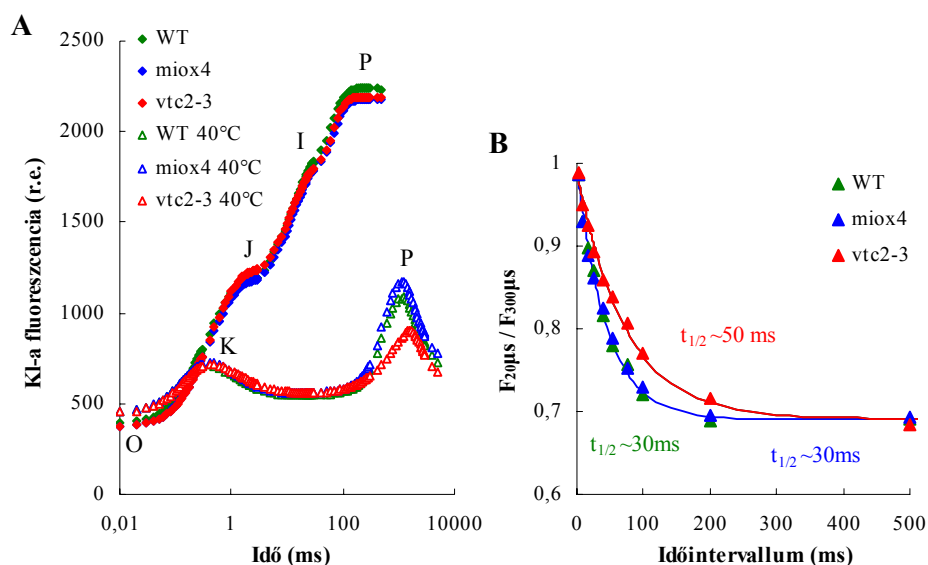 A
WT
miox4
vtc2-3
WT 40°C
miox4 40°C
vtc2-3 40°C
O
J
I
P
K
P
2500
2000
1500
1000
500
0
Kl-a fluoreszcencia (r.e.)
0,01
1
100
10000
Idő (ms)
B
WT
miox4
vtc2-3
t1/2 ~50 ms
t1/2 ~30ms
t1/2 ~30ms
1
0,9
0,8
0,7
0,6
F20µs / F300µs
0
100
200
300
400
500
Időintervallum (ms)